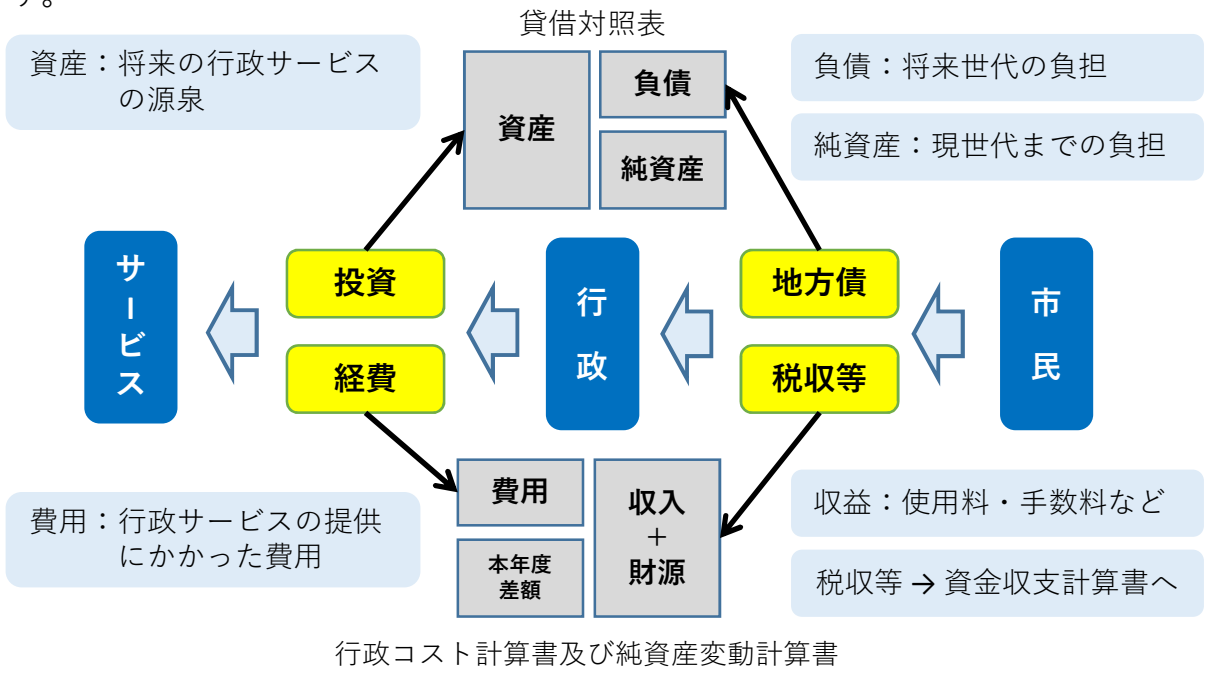 す。
貸借対照表
資産：将来の行政サービス
の源泉
資産
負債
純資産
負債：将来世代の負担
純資産：現世代までの負担
サービス
投資
経費
行政
地方債
税収等
市民
費用：行政サービスの提供
にかかった費用
費用
本年度
差額
収入
＋
財源
収益：使用料・手数料など
税収等 → 資金収支計算書へ
行政コスト計算書及び純資産変動計算書